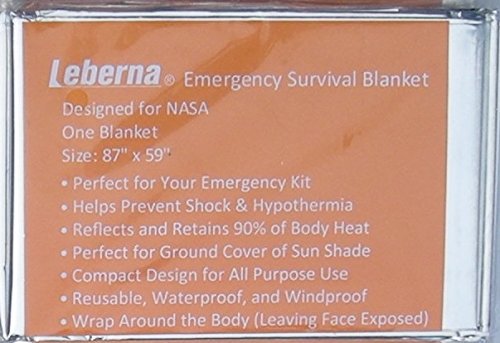 Leberna® Emergency Survival Blanket
Designed for NASA
One Blanket
Size: 87" x 59"
• Perfect for Your Emergency Kit
• Helps Prevent Shock & Hypothermia
• Reflects and Retains 90% of Body Heat
• Perfect for Ground Cover of Sun Shade
• Compact Design for All Purpose Use
• Reusable, Waterproof, and Windproof
• Wrap Around the Body (Leaving Face Exposed)